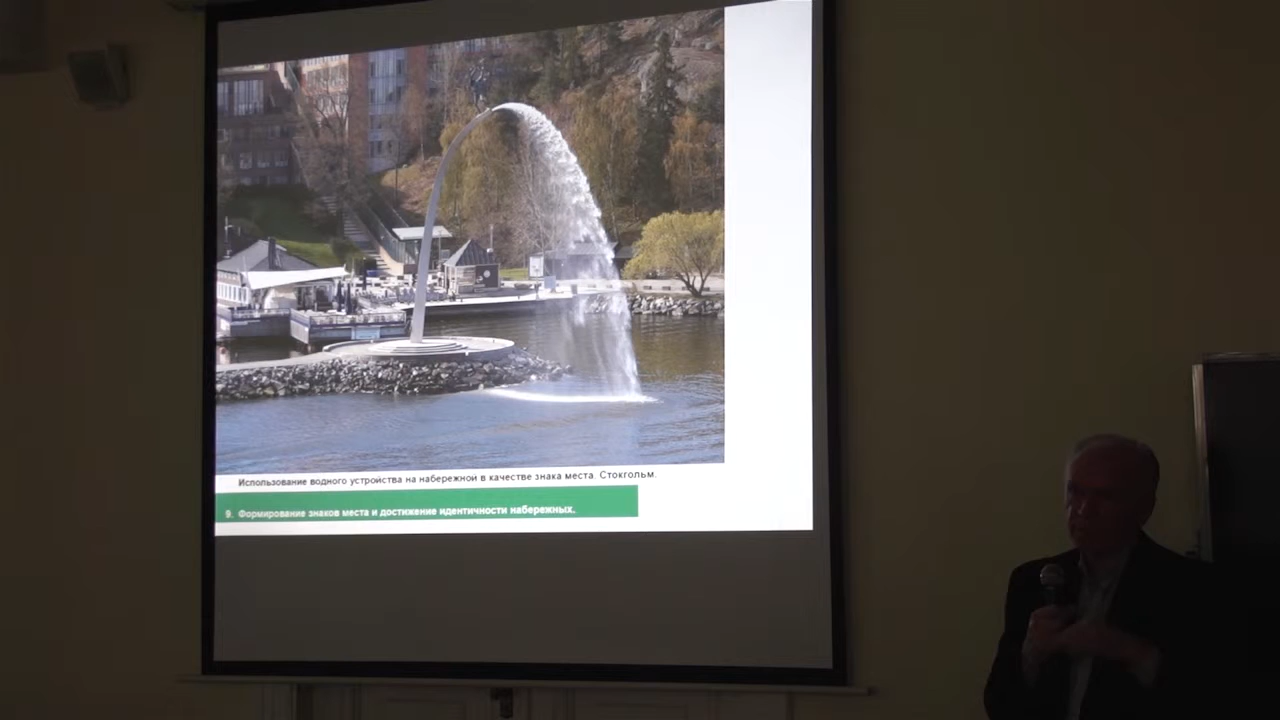 Использование водного устройства на набережной в качестве знака места. Стокгольм.
9. Формирование знаков места и достижение идентичности набережных.